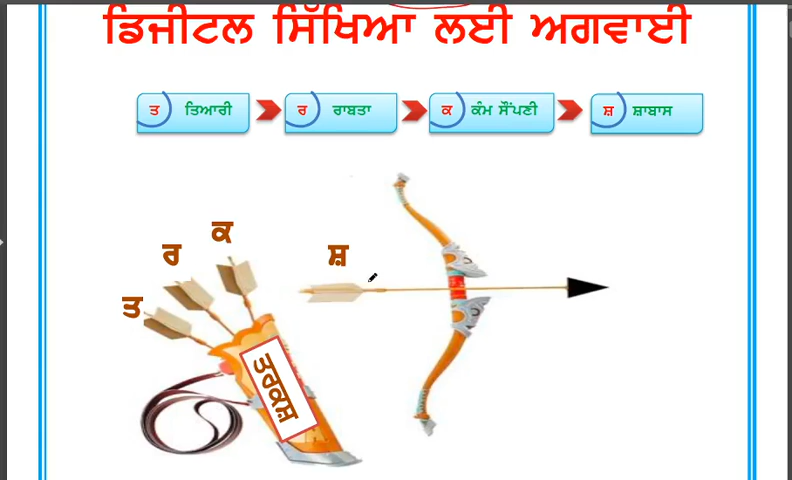 ਡਿਜੀਟਲ ਸਿੱਖਿਆ ਲਈ ਅਗਵਾਈ
ਤ ਤਿਆਰੀ ਰ ਰਾਬਤਾ ਕ ਕੰਮ ਸੌਂਪਣੀ ਸ਼ ਸ਼ਾਬਾਸ
ਕ
ਰ
ਸ਼
ਤ
ਤਰਕਸ਼